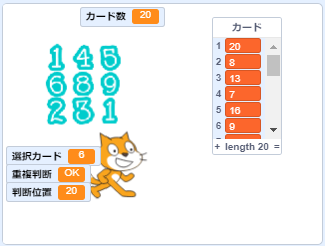 カード数 20
カード
1 20
2 8
3 13
4 7
5 16
6 9
+ length 20 =
1 4 5
6 8 9
2 3 1
選択カード 6
重複判断 OK
判断位置 20